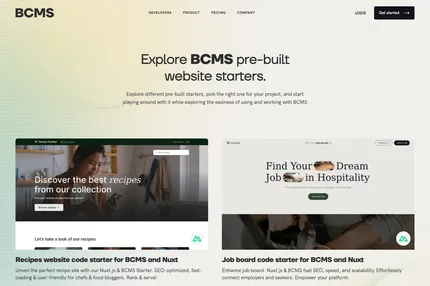 BCMS
DEVELOPERS PRODUCT PRICING COMPANY
LOGIN
Get started
Explore BCMS pre-built
website starters.
Explore different pre-built starters, pick the right one for your project, and start
playing around with it while exploring the easiness of using and working with BCMS
Discover the best recipes
from our collection
Let's take a look of our recipes
Recipes website code starter for BCMS and Nuxt
Unveil the perfect recipe site with our Nuxt js & BCMS Starter. SEO-optimized, fast-
loading & user-friendly for chefs & food bloggers. Rank & serve!
Find Your Dream
Job in Hospitality
Job board code starter for BCMS and Nuxt
Enhance job board: Nuxt js & BCMS fuel SEO, speed, and scalability. Effortlessly
connect employers & seekers. Empower your platform.